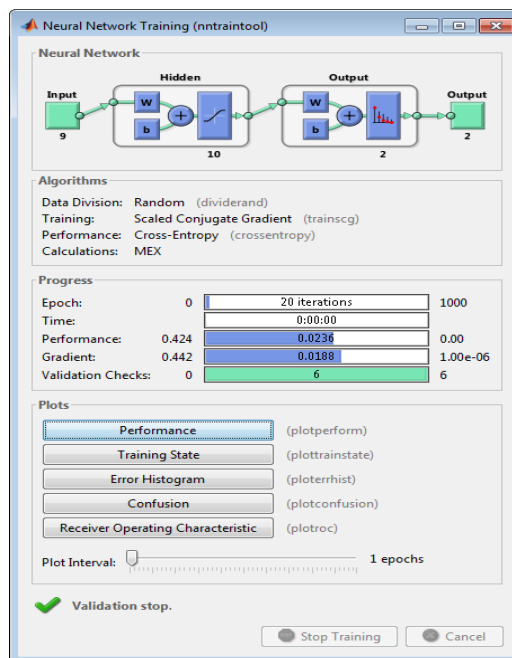 Neural Network Training (nntraintool)
Neural Network
Hidden Output
Input Output
W W
b b
9 10 2 2
Algorithms
Data Division: Random (dividerand)
Training: Scaled Conjugate Gradient (trainscg)
Performance: Cross-Entropy (crossentropy)
Calculations: MEX
Progress
Epoch: 0 20 iterations 1000
Time: 0:00:00
Performance: 0.424 0.0236 0.00
Gradient: 0.442 0.0188 1.00e-06
Validation Checks: 0 6 6
Plots
Performance (plotperform)
Training State (plottrainstate)
Error Histogram (ploterrhist)
Confusion (plotconfusion)
Receiver Operating Characteristic (plotroc)
Plot Interval: 1 epochs
Validation stop.
Stop Training Cancel